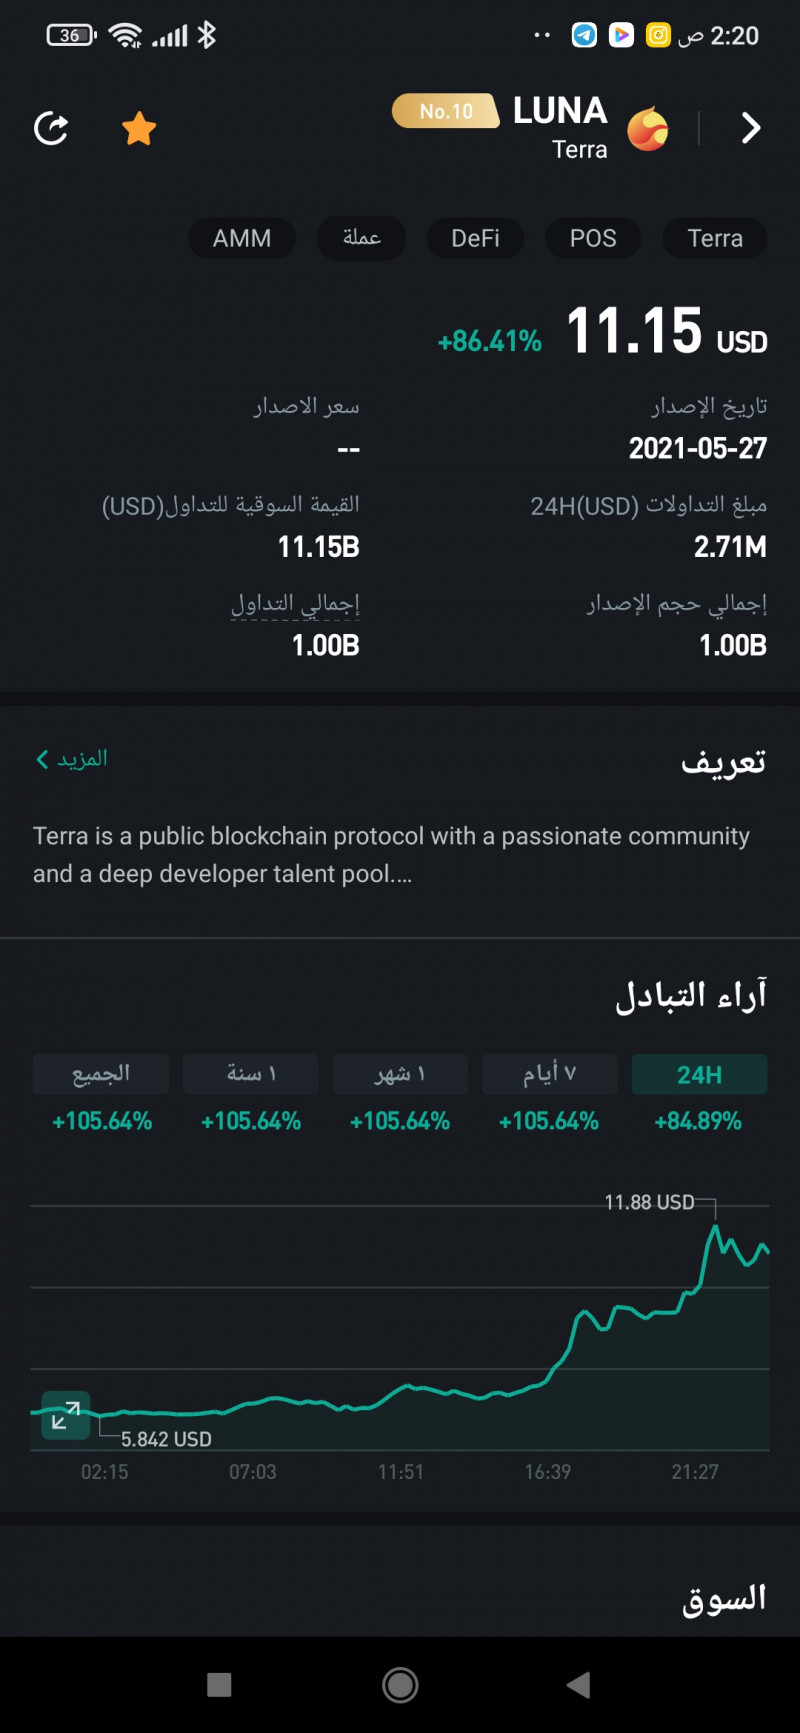 36
2:20 ص
LUNA
No.10
Terra
Terra
POS
DeFi
عملة
AMM
11.15 USD
+86.41%
تاريخ الإصدار
سعر الاصدار
2021-05-27
--
مبلغ التداولات 24H(USD)
القيمة السوقية للتداول(USD)
2.71M
11.15B
إجمالي حجم الإصدار
إجمالي التداول
1.00B
1.00B
تعريف
المزيد
Terra is a public blockchain protocol with a passionate community
and a deep developer talent pool....
آراء التبادل
24H
٧ أيام
١ شهر
١ سنة
الجميع
+84.89%
+105.64%
+105.64%
+105.64%
+105.64%
11.88 USD
5.842 USD
02:15 07:03 11:51 16:39 21:27
السوق